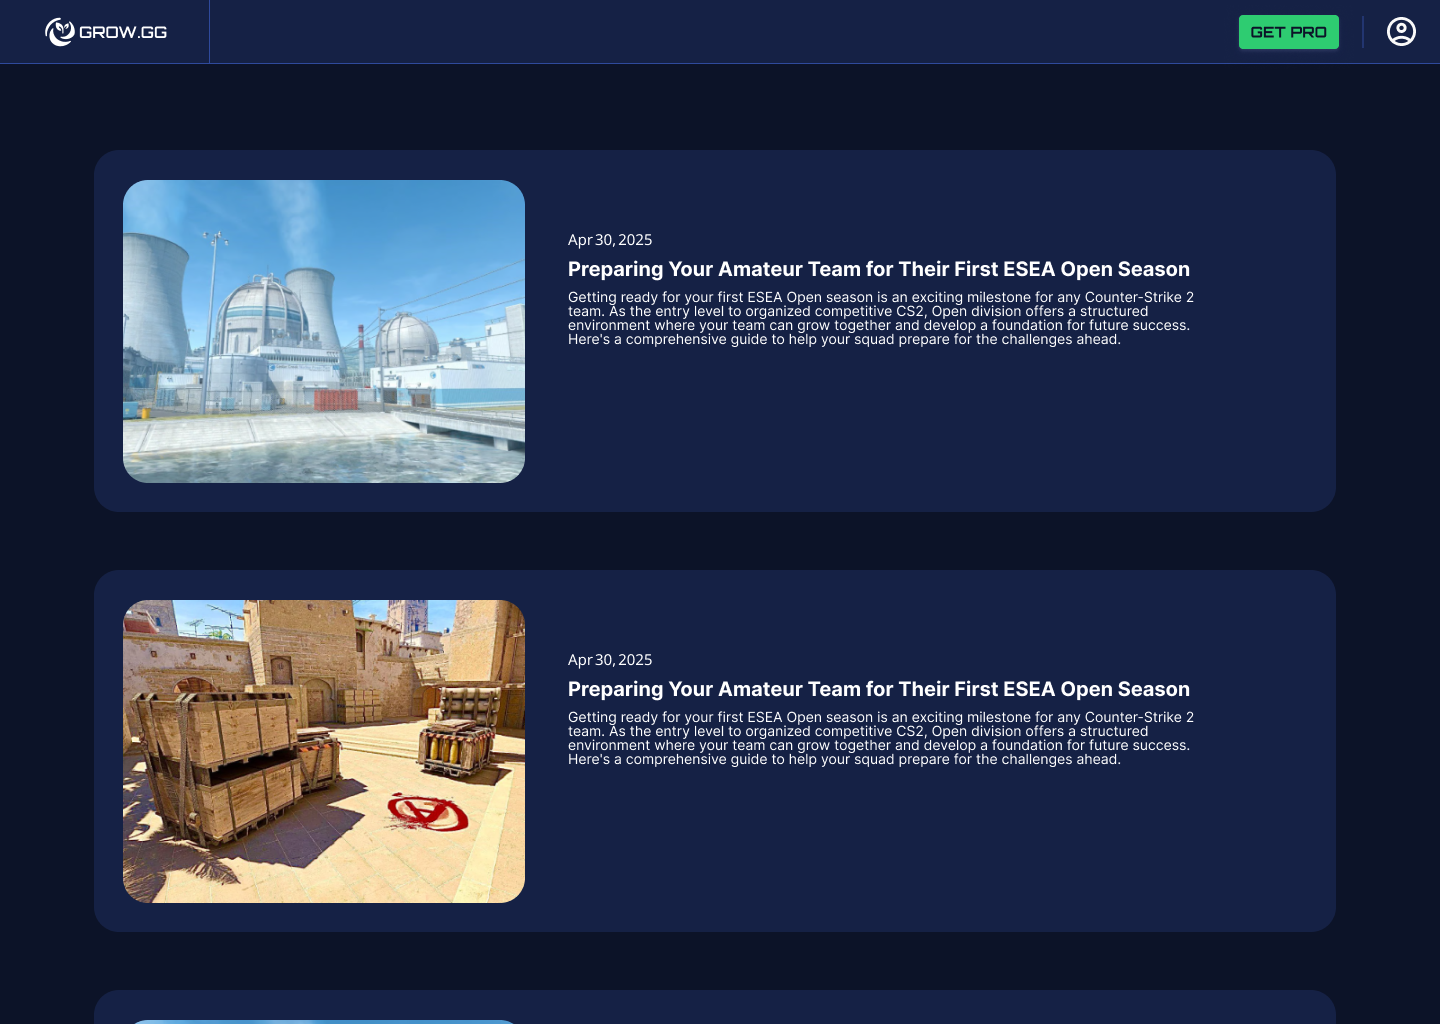 GROW.GG
GET PRO
Apr 30, 2025
Preparing Your Amateur Team for Their First ESEA Open Season
Getting ready for your first ESEA Open season is an exciting milestone for any Counter-Strike 2
team. As the entry level to organized competitive CS2, Open division offers a structured
environment where your team can grow together and develop a foundation for future success.
Here's a comprehensive guide to help your squad prepare for the challenges ahead.
Apr 30, 2025
Preparing Your Amateur Team for Their First ESEA Open Season
Getting ready for your first ESEA Open season is an exciting milestone for any Counter-Strike 2
team. As the entry level to organized competitive CS2, Open division offers a structured
environment where your team can grow together and develop a foundation for future success.
Here's a comprehensive guide to help your squad prepare for the challenges ahead.
A